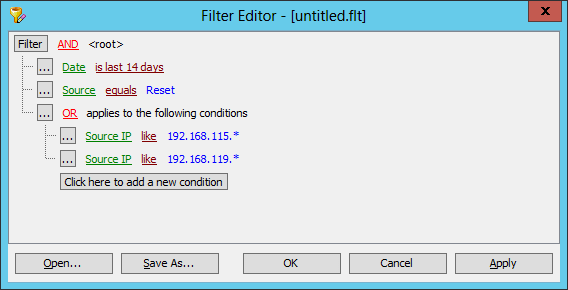 Filter Editor - [untitled.flt]
x
Filter AND <root>
... Date is last 14 days
... Source equals Reset
... OR applies to the following conditions
... Source IP like 192.168.115.*
... Source IP like 192.168.119.*
Click here to add a new condition
Open... Save As... OK Cancel Apply